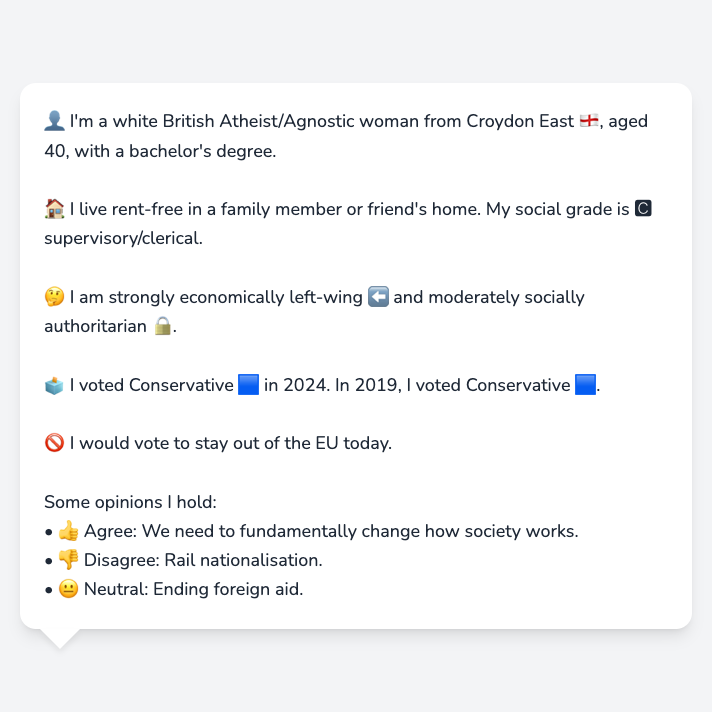 👤 I'm a white British Atheist/Agnostic woman from Croydon East 🏴󠁧󠁢󠁥󠁮󠁧󠁿, aged
40, with a bachelor's degree.
🏠 I live rent-free in a family member or friend's home. My social grade is 🅲
supervisory/clerical.
🤔 I am strongly economically left-wing ⬅️ and moderately socially
authoritarian 🔒.
🗳️ I voted Conservative 🟦 in 2024. In 2019, I voted Conservative 🟦.
🚫 I would vote to stay out of the EU today.
Some opinions I hold:
• 👍 Agree: We need to fundamentally change how society works.
• 👎 Disagree: Rail nationalisation.
• 😐 Neutral: Ending foreign aid.